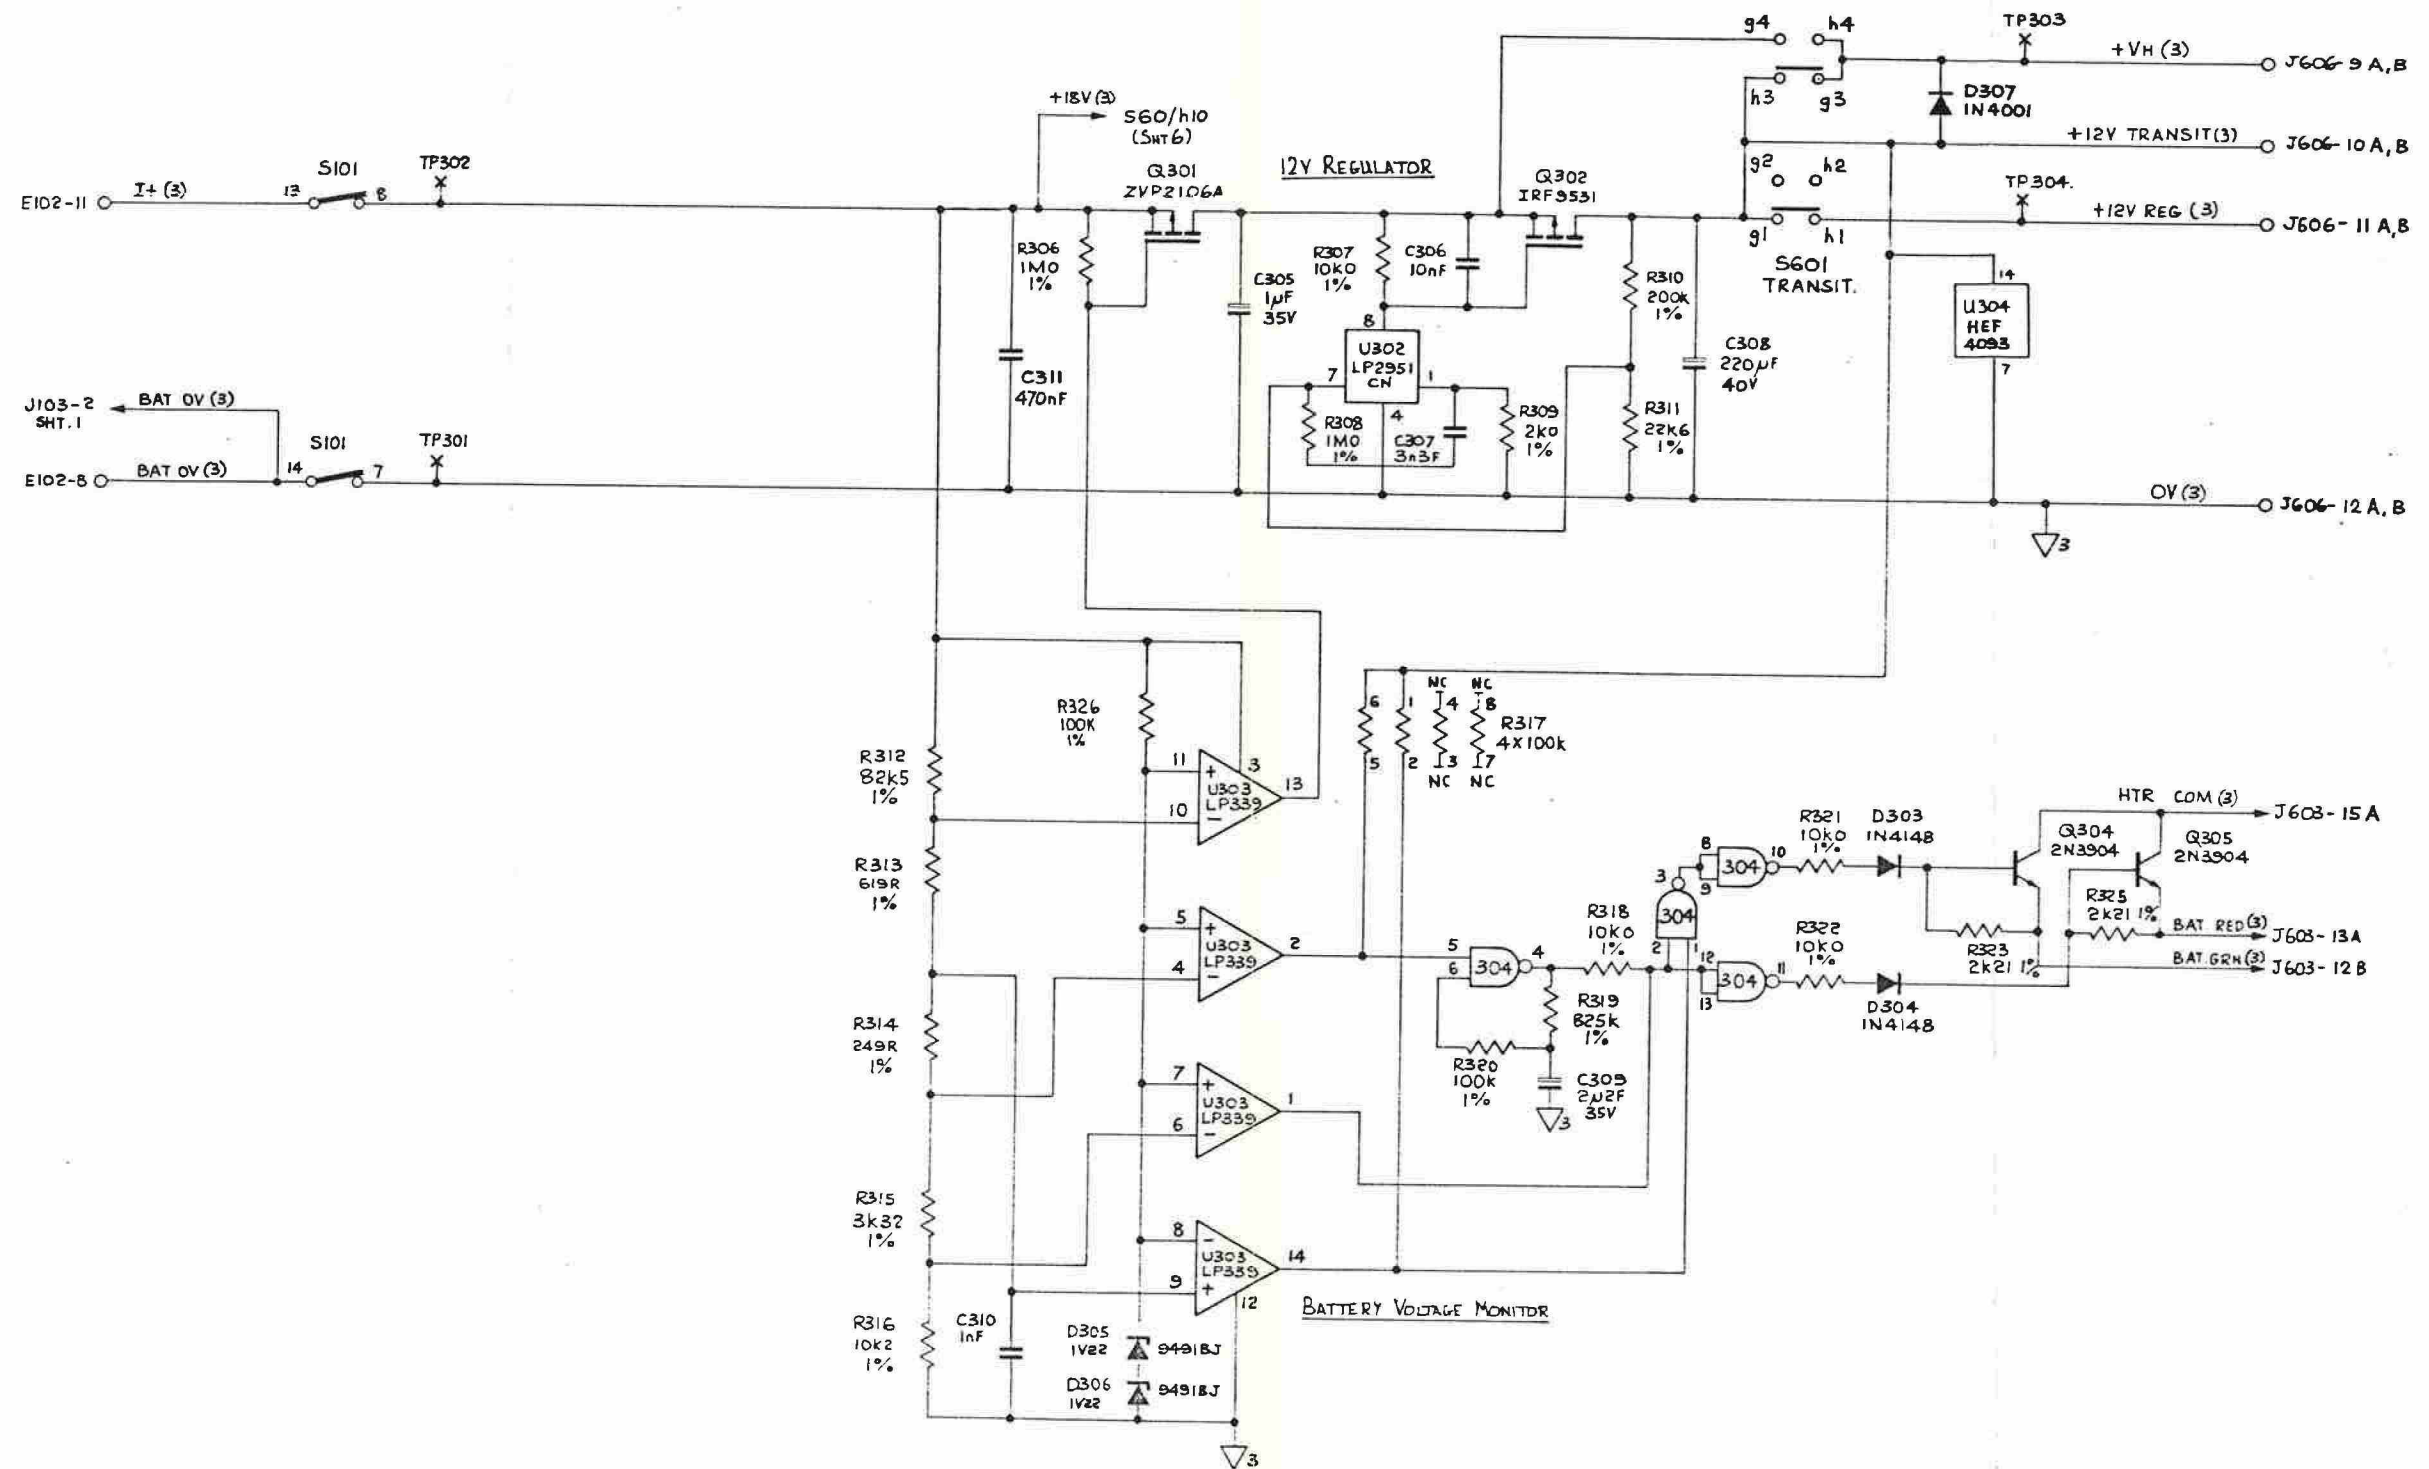 g4 h4
TP303
+VH (3)
J606-9 A,B
h3 g3
D307
IN4001
+18V(3)
S60/h10
(SHT 6)
+12V TRANSIT(3)
J606-10 A,B
12V REGULATOR
Q301
ZVP2106A
Q302
IRF9531
g2 h2
TP304.
+12V REG (3)
J606-11 A,B
g1 h1
S601
TRANSIT.
E102-11
I+ (3)
13
S101
8
TP302
R306
1M0
1%
C305
1µF
35V
R307
10K0
1%
C306
10nF
R310
200K
1%
14
U304
HEF
4093
7
C311
470nF
8
U302
LP2951
CN
7
1
4
C308
220µF
40V
R308
1M0
1%
C307
3n3F
R309
2K0
1%
R311
22K6
1%
J103-2
SHT.1
BAT 0V (3)
E102-8
BAT 0V (3)
14
S101
7
TP301
0V (3)
J606-12 A,B
3
R326
100K
1%
R312
82K5
1%
11
+
3
U303
LP339
13
10
−
NC NC
6 1 4 8
R317
4X100K
5 2 3 7
NC NC
R313
619R
1%
5
+
U303
LP339
2
4
−
R314
249R
1%
7
+
U303
LP339
1
6
−
R315
3K32
1%
8
−
U303
LP339
14
9
+
12
R316
10K2
1%
C310
1nF
D305
1V22
9491BJ
D306
1V22
9491BJ
3
BATTERY VOLTAGE MONITOR
5
6
304
4
R318
10K0
1%
R319
825K
1%
R320
100K
1%
C309
2µ2F
35V
3
3
304
2 1
8
9
304
10
R321
10K0
1%
D303
IN4148
12
13
304
11
R322
10K0
1%
D304
IN4148
HTR COM (3)
J603-15A
Q304
2N3904
Q305
2N3904
R325
2K21 1%
BAT RED (3)
J603-13A
R323
2K21 1%
BAT. GRN (3)
J603-12B